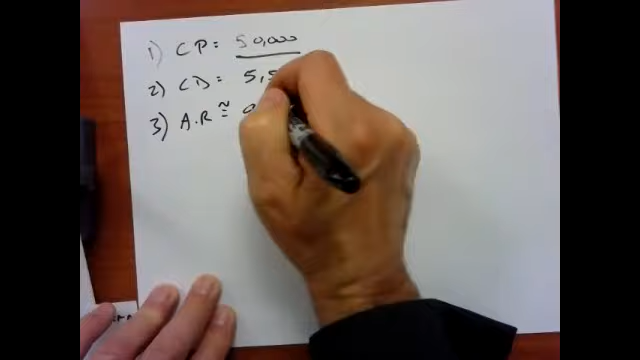 1) CP = 50,000
2) CD = 5,5
3) A.R ≅